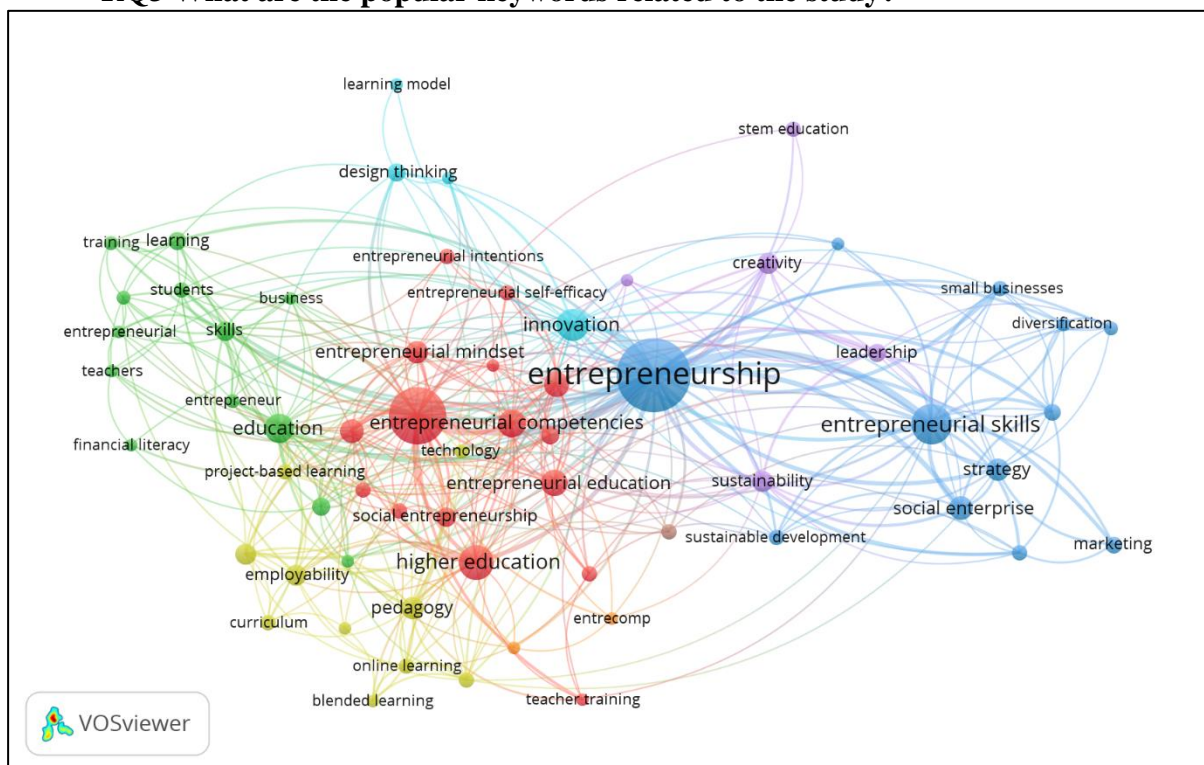 RQ3 What are the popular keywords related to the study?
learning model
stem education
design thinking
training learning
entrepreneurial intentions
creativity
students
business
entrepreneurial self-efficacy
small businesses
entrepreneurial
skills
innovation
diversification
entrepreneurial mindset
leadership
teachers
entrepreneurship
entrepreneur
education
entrepreneurial competencies
entrepreneurial skills
financial literacy
technology
project-based learning
strategy
entrepreneurial education
sustainability
social entrepreneurship
social enterprise
sustainable development
marketing
higher education
employability
pedagogy
curriculum
entrecomp
online learning
blended learning
teacher training
VOSviewer